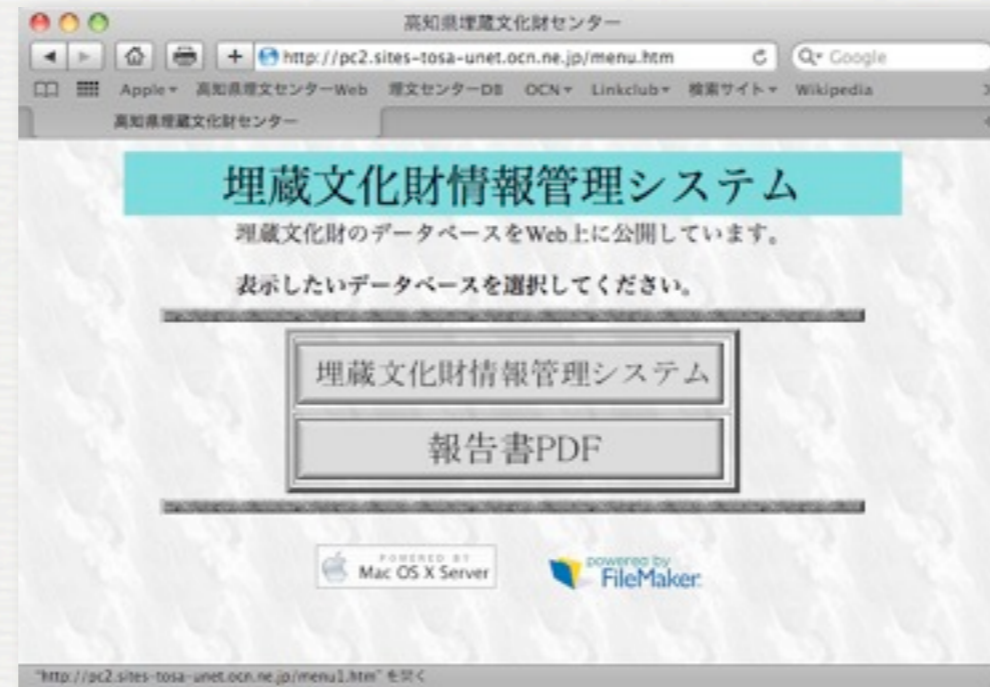 高知県埋蔵文化財センター
http://pc2.sites-tosa-unet.ocn.ne.jp/menu.htm
Google
Apple 高知県埋文センターWeb 埋文センターDB OCN Linkclub 検索サイト Wikipedia
高知県埋蔵文化財センター
埋蔵文化財情報管理システム
埋蔵文化財のデータベースをWeb上に公開しています。
表示したいデータベースを選択してください。
埋蔵文化財情報管理システム
報告書PDF
POWERED BY
Mac OS X Server
powered by
FileMaker.
"http://pc2.sites-tosa-unet.ocn.ne.jp/menu1.htm" を開く